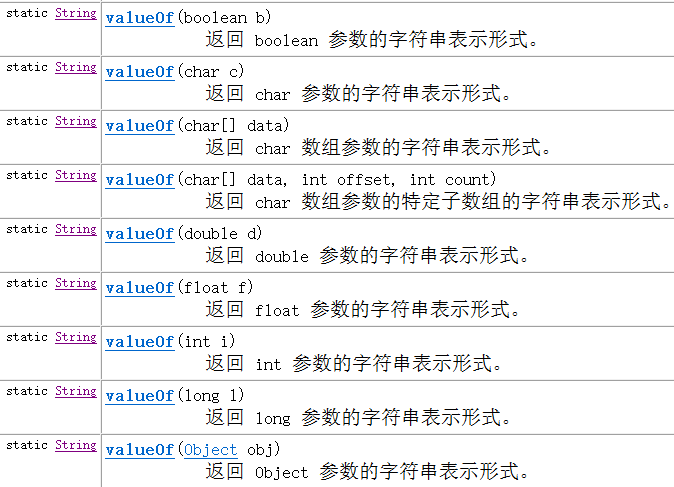 static String valueOf(boolean b)
返回 boolean 参数的字符串表示形式。
static String valueOf(char c)
返回 char 参数的字符串表示形式。
static String valueOf(char[] data)
返回 char 数组参数的字符串表示形式。
static String valueOf(char[] data, int offset, int count)
返回 char 数组参数的特定子数组的字符串表示形式。
static String valueOf(double d)
返回 double 参数的字符串表示形式。
static String valueOf(float f)
返回 float 参数的字符串表示形式。
static String valueOf(int i)
返回 int 参数的字符串表示形式。
static String valueOf(long l)
返回 long 参数的字符串表示形式。
static String valueOf(Object obj)
返回 Object 参数的字符串表示形式。